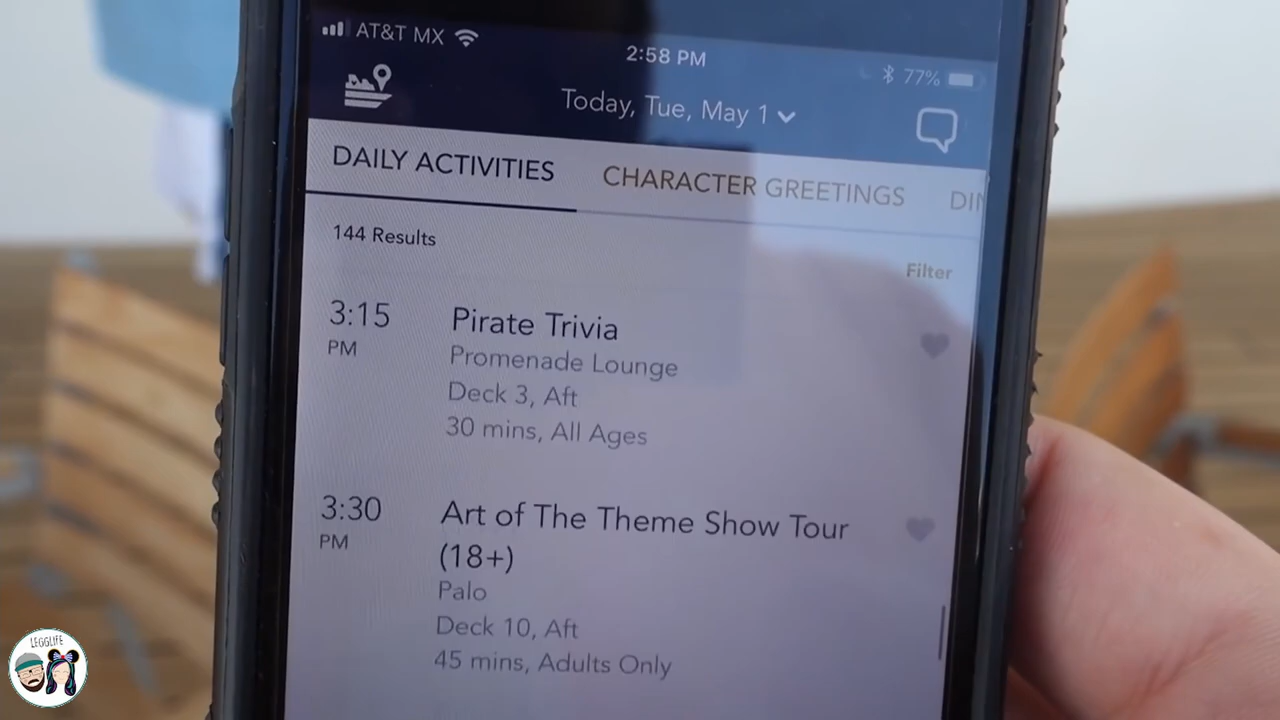 AT&T MX
2:58 PM
77%
Today, Tue, May 1
DAILY ACTIVITIES
CHARACTER GREETINGS
DIN
144 Results
Filter
3:15
PM
Pirate Trivia
Promenade Lounge
Deck 3, Aft
30 mins, All Ages
3:30
PM
Art of The Theme Show Tour
(18+)
Palo
Deck 10, Aft
45 mins, Adults Only
LEGGLIFE